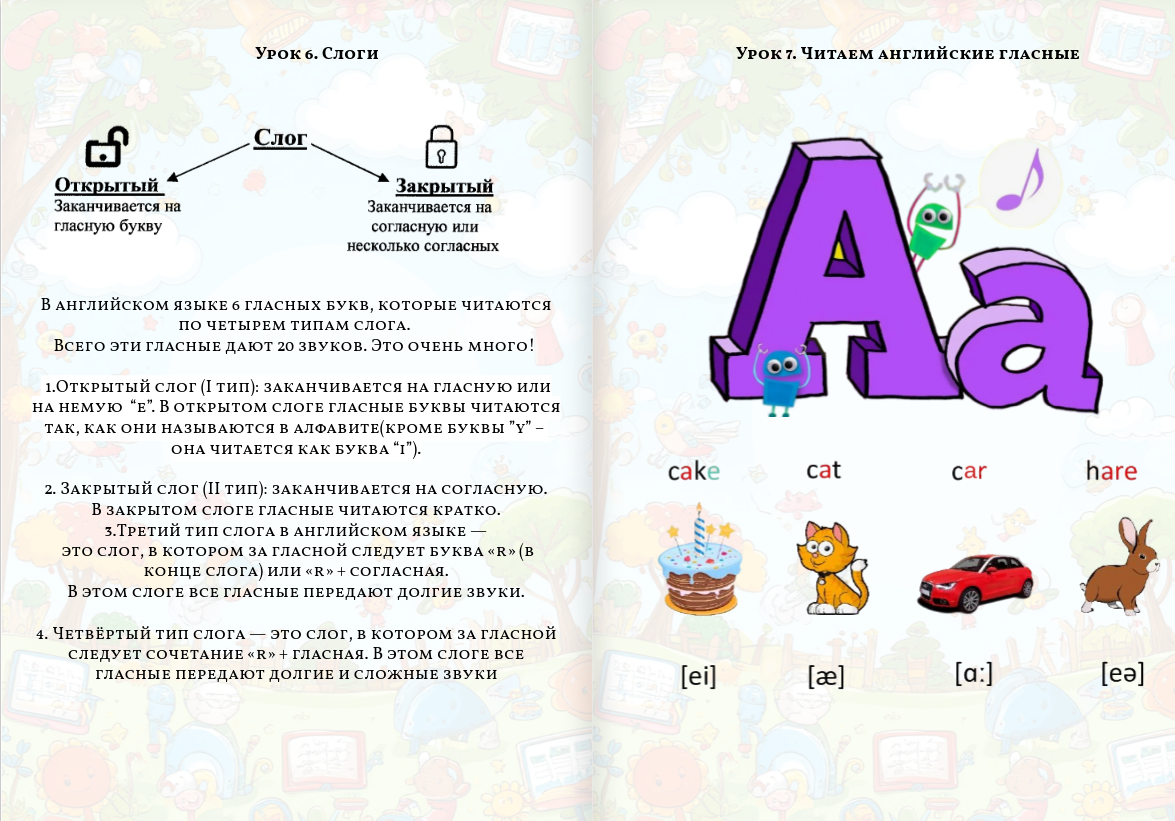 Урок 6. Слоги
Слог
Открытый
Заканчивается на
гласную букву
Закрытый
Заканчивается на
согласную или
несколько согласных
В английском языке 6 гласных букв, которые читаются
по четырем типам слога.
Всего эти гласные дают 20 звуков. Это очень много!
1.Открытый слог (I тип): заканчивается на гласную или
на немую “е”. В открытом слоге гласные буквы читаются
так, как они называются в алфавите(кроме буквы ”y” –
она читается как буква “i”).
2. Закрытый слог (II тип): заканчивается на согласную.
В закрытом слоге гласные читаются кратко.
3.Третий тип слога в английском языке —
это слог, в котором за гласной следует буква «r» (в
конце слога) или «r» + согласная.
В этом слоге все гласные передают долгие звуки.
4. Четвёртый тип слога — это слог, в котором за гласной
следует сочетание «r» + гласная. В этом слоге все
гласные передают долгие и сложные звуки
Урок 7. Читаем английские гласные
Aa
cake cat car hare
[ei] [æ] [ɑː] [eə]